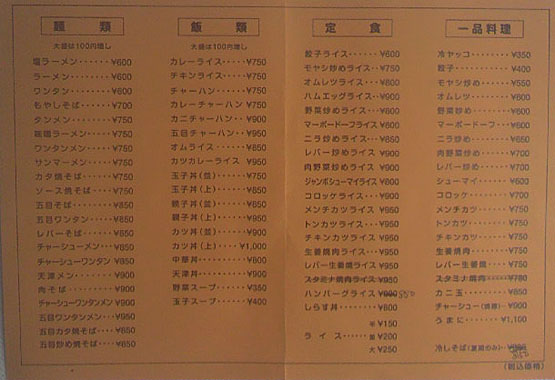 麺類
大盛は100円増し
塩ラーメン……¥600
ラーメン……¥600
ワンタン……¥600
もやしそば……¥700
タンメン……¥750
味噌ラーメン……¥750
ワンタンメン……¥750
サンマーメン……¥750
カタ焼そば……¥750
ソース焼そば……¥750
五目そば……¥850
五目ワンタン……¥850
レバーそば……¥850
チャーシューメン……¥850
チャーシューワンタン ¥850
天津メン……¥900
肉そば……¥900
チャーシューワンタンメン ¥900
五目ワンタンメン……¥950
五目カタ焼そば……¥850
五目炒め焼そば……¥850
飯類
大盛は100円増し
カレーライス……¥750
チキンライス……¥750
チャーハン……¥750
カレーチャーハン ¥750
カニチャーハン……¥900
五目チャーハン……¥950
オムライス……¥850
カツカレーライス ¥950
玉子丼(並)……¥750
玉子丼(上)……¥850
親子丼(並)……¥850
親子丼(上)……¥950
カツ丼(並)……¥900
カツ丼(上)……¥1,000
中華丼……¥800
天津丼……¥900
野菜スープ……¥350
玉子スープ……¥400
定食
餃子ライス……¥600
モヤシ炒めライス……¥750
オムレツライス……¥800
ハムエッグライス……¥900
野菜炒めライス……¥800
マーボードーフライス ¥800
ニラ炒めライス……¥850
レバー炒めライス ¥900
肉野菜炒めライス ¥900
ジャンボシューマイライス ¥800
コロッケライス……¥900
メンチカツライス ¥950
トンカツライス……¥950
チキンカツライス ¥950
生姜焼肉ライス……¥950
レバー生姜焼ライス ¥950
スタミナ焼肉ライス ¥950
ハンバーグライス ¥900 850
しらす丼……¥800
ライス……
半 ¥150
並 ¥200
大 ¥250
一品料理
冷ヤッコ……¥350
餃子……¥400
モヤシ炒め……¥550
オムレツ……¥600
野菜炒め……¥600
マーボードーフ……¥600
ニラ炒め……¥650
肉野菜炒め……¥700
レバー炒め……¥700
シューマイ……¥600
コロッケ……¥700
メンチカツ……¥750
トンカツ……¥750
チキンカツ……¥750
生姜焼肉……¥750
レバー生姜焼……¥750
スタミナ焼肉……¥780
カニ玉……¥850
チャーシュー ¥900
うまに……¥1,100
冷しそば(夏期のみ)
(税込価格)